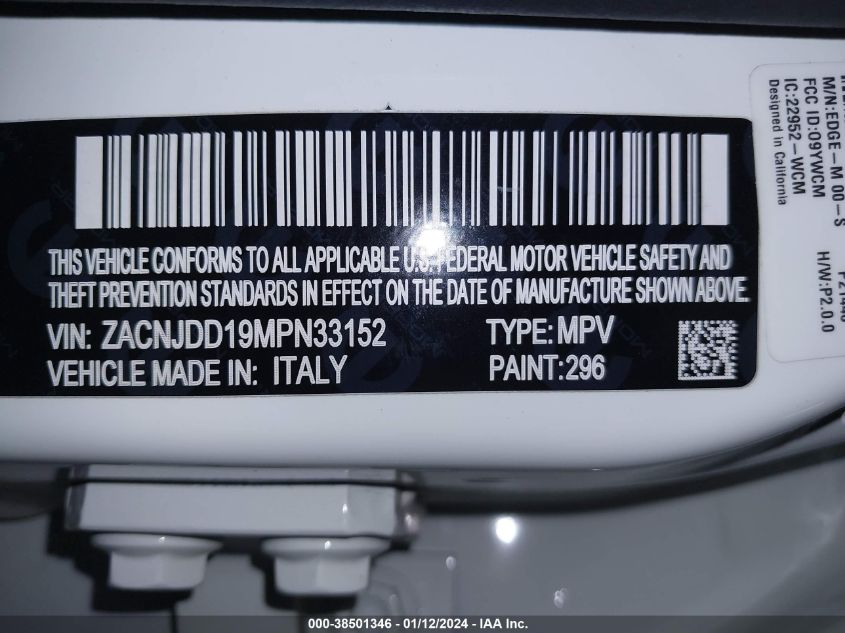 THIS VEHICLE CONFORMS TO ALL APPLICABLE U.S. FEDERAL MOTOR VEHICLE SAFETY AND
THEFT PREVENTION STANDARDS IN EFFECT ON THE DATE OF MANUFACTURE SHOWN ABOVE.
VIN: ZACNJDD19MPN33152 TYPE: MPV
VEHICLE MADE IN: ITALY PAINT:296
M/N:EDGE-M 00-S
FCC ID:O9YWCM
IC:22952-WCM
Designed in California
H/W:P2.0.0
000-38501346 - 01/12/2024 - IAA Inc.